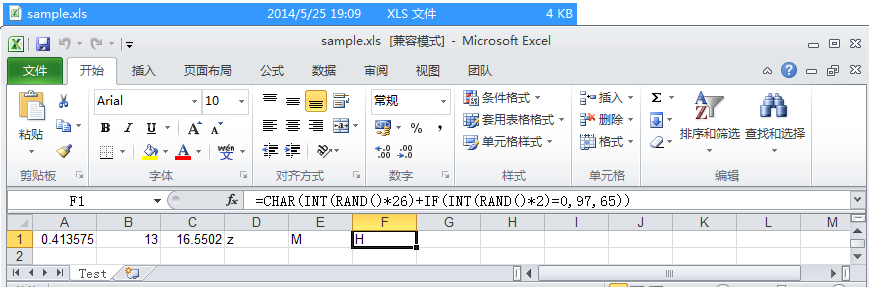 sample.xls 2014/5/25 19:09 XLS 文件 4 KB
sample.xls [兼容模式] - Microsoft Excel
文件 开始 插入 页面布局 公式 数据 审阅 视图 团队
粘贴 Arial 10 常规 条件格式 插入 Σ
B I U A A % , 套用表格格式 删除 排序和筛选 查找和选择
A wén 文 .00 .00 单元格样式 格式
剪贴板 字体 对齐方式 数字 样式 单元格 编辑
F1 fx =CHAR(INT(RAND()*26)+IF(INT(RAND()*2)=0,97,65))
A B C D E F G H I J K L M
1 0.413575 13 16.5502 z M H
2
Test